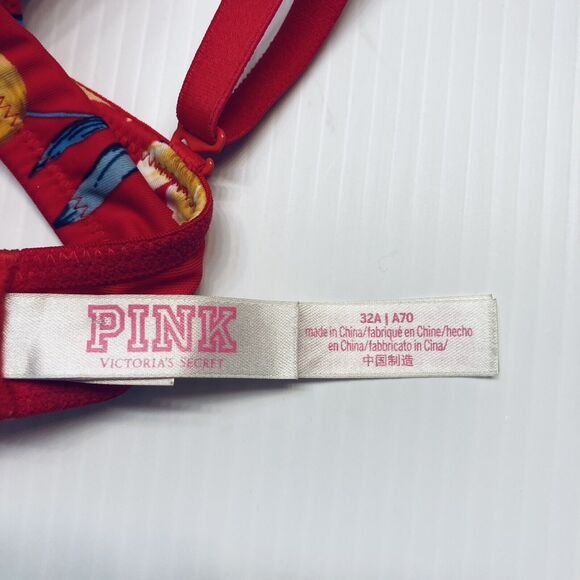 PINK
VICTORIA'S SECRET
32A | A70
made in China/fabriqué en Chine/hecho
en China/fabbricato in Cina/
中国制造